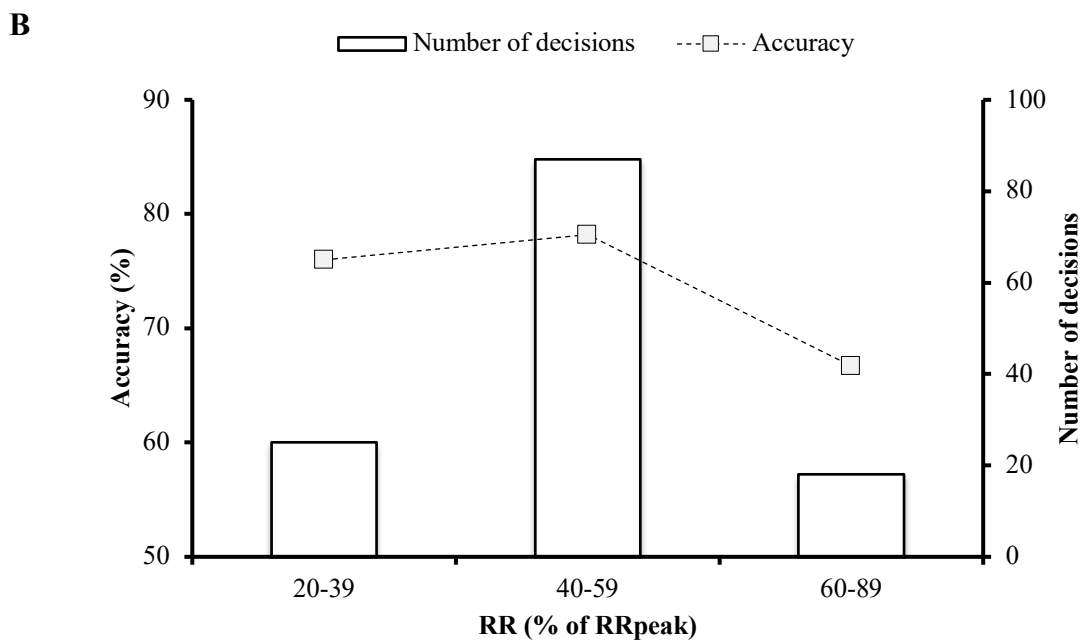 B
Number of decisions
Accuracy
90
80
70
60
50
Accuracy (%)
100
80
60
40
20
0
Number of decisions
20-39
40-59
60-89
RR (% of RRpeak)